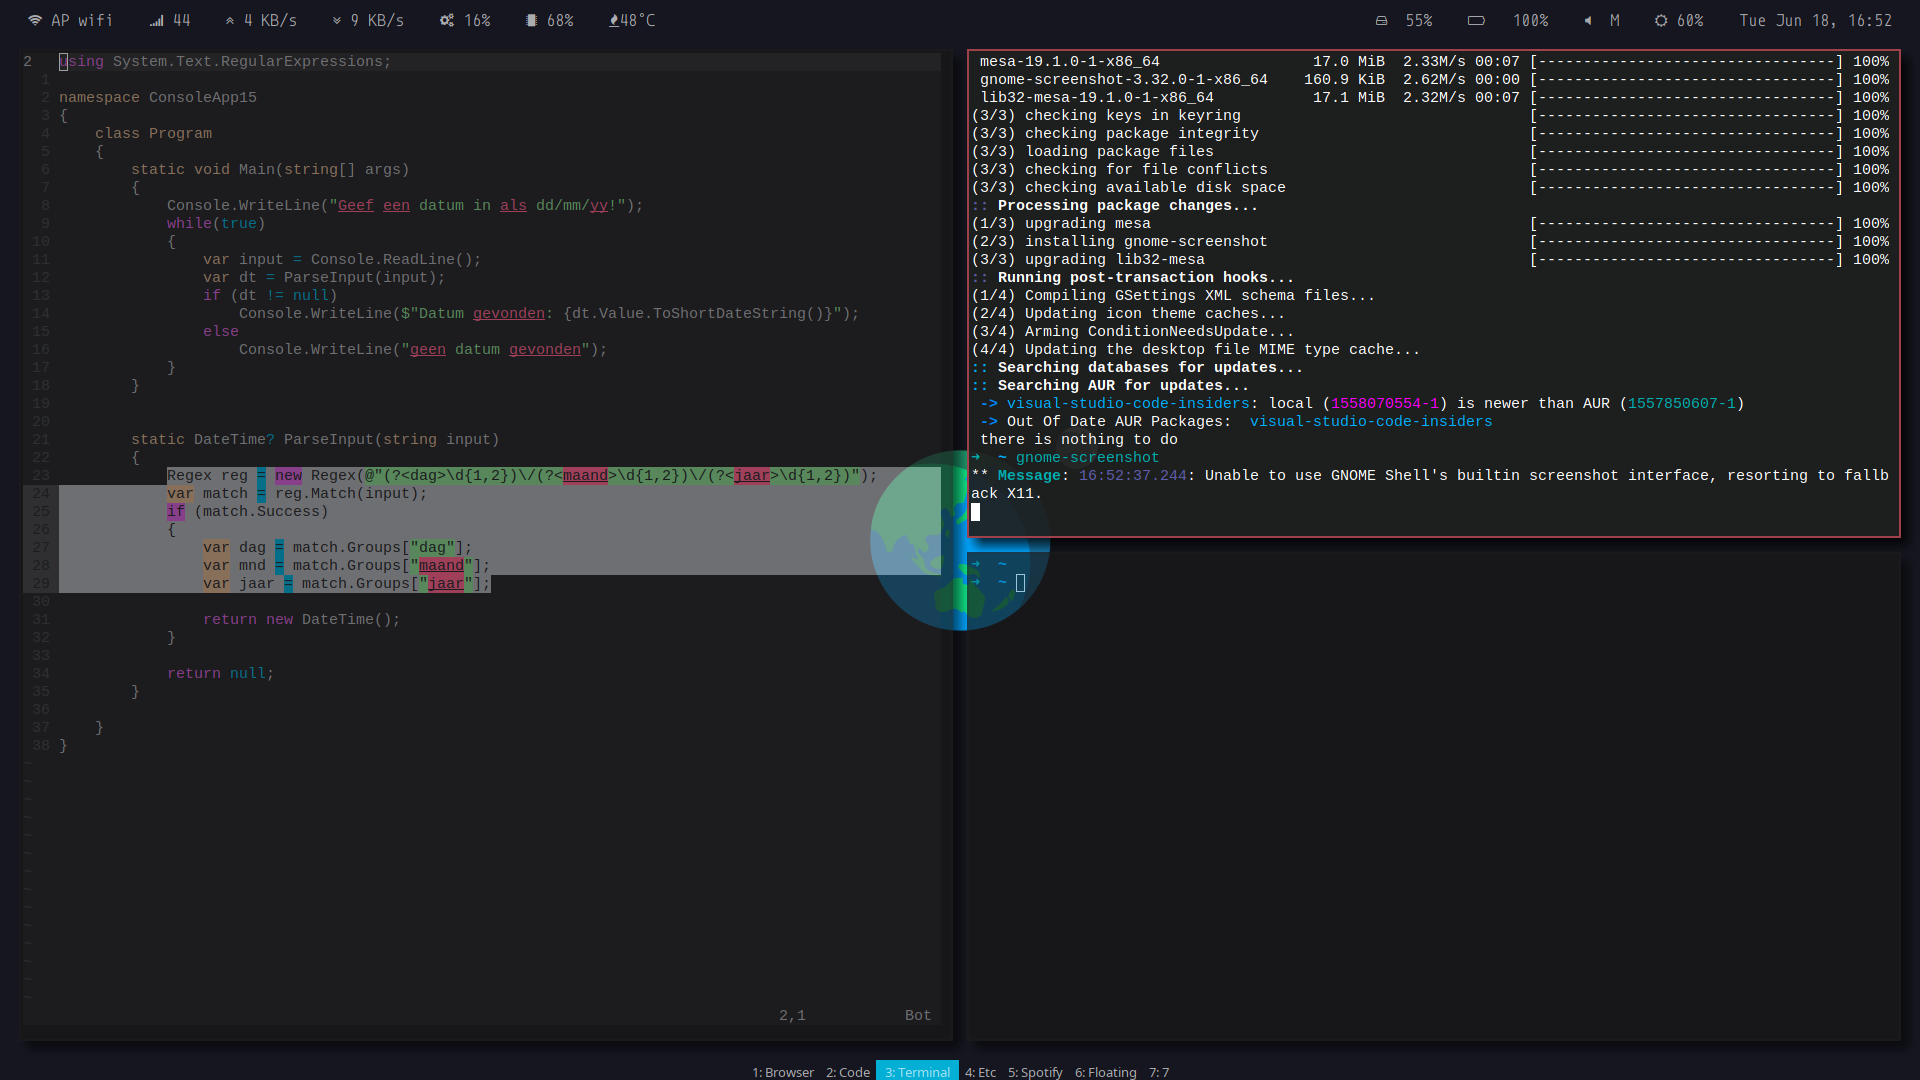 AP wifi 44 4 KB/s 9 KB/s 16% 68% 48°C 55% 100% M 60% Tue Jun 18, 16:52
2 using System.Text.RegularExpressions;
1
2 namespace ConsoleApp15
3 {
4 class Program
5 {
6 static void Main(string[] args)
7 {
8 Console.WriteLine("Geef een datum in als dd/mm/yy!");
9 while(true)
10 {
11 var input = Console.ReadLine();
12 var dt = ParseInput(input);
13 if (dt != null)
14 Console.WriteLine($"Datum gevonden: {dt.Value.ToShortDateString()}");
15 else
16 Console.WriteLine("geen datum gevonden");
17 }
18 }
19
20
21 static DateTime? ParseInput(string input)
22 {
23 Regex reg = new Regex(@"(?<dag>\d{1,2})\/(?<maand>\d{1,2})\/(?<jaar>\d{1,2})");
24 var match = reg.Match(input);
25 if (match.Success)
26 {
27 var dag = match.Groups["dag"];
28 var mnd = match.Groups["maand"];
29 var jaar = match.Groups["jaar"];
30
31 return new DateTime();
32 }
33
34 return null;
35 }
36
37 }
38 }
~
~
~
~
~
~
~
~
~
~
~
~
~
~
2,1 Bot
mesa-19.1.0-1-x86_64 17.0 MiB 2.33M/s 00:07 [---------------------------------] 100%
gnome-screenshot-3.32.0-1-x86_64 160.9 KiB 2.62M/s 00:00 [---------------------------------] 100%
lib32-mesa-19.1.0-1-x86_64 17.1 MiB 2.32M/s 00:07 [---------------------------------] 100%
(3/3) checking keys in keyring [---------------------------------] 100%
(3/3) checking package integrity [---------------------------------] 100%
(3/3) loading package files [---------------------------------] 100%
(3/3) checking for file conflicts [---------------------------------] 100%
(3/3) checking available disk space [---------------------------------] 100%
:: Processing package changes...
(1/3) upgrading mesa [---------------------------------] 100%
(2/3) installing gnome-screenshot [---------------------------------] 100%
(3/3) upgrading lib32-mesa [---------------------------------] 100%
:: Running post-transaction hooks...
(1/4) Compiling GSettings XML schema files...
(2/4) Updating icon theme caches...
(3/4) Arming ConditionNeedsUpdate...
(4/4) Updating the desktop file MIME type cache...
:: Searching databases for updates...
:: Searching AUR for updates...
-> visual-studio-code-insiders: local (1558070554-1) is newer than AUR (1557850607-1)
-> Out Of Date AUR Packages: visual-studio-code-insiders
there is nothing to do
➜ ~ gnome-screenshot
** Message: 16:52:37.244: Unable to use GNOME Shell's builtin screenshot interface, resorting to fallb
ack X11.
➜ ~
➜ ~
1: Browser 2: Code 3: Terminal 4: Etc 5: Spotify 6: Floating 7: 7